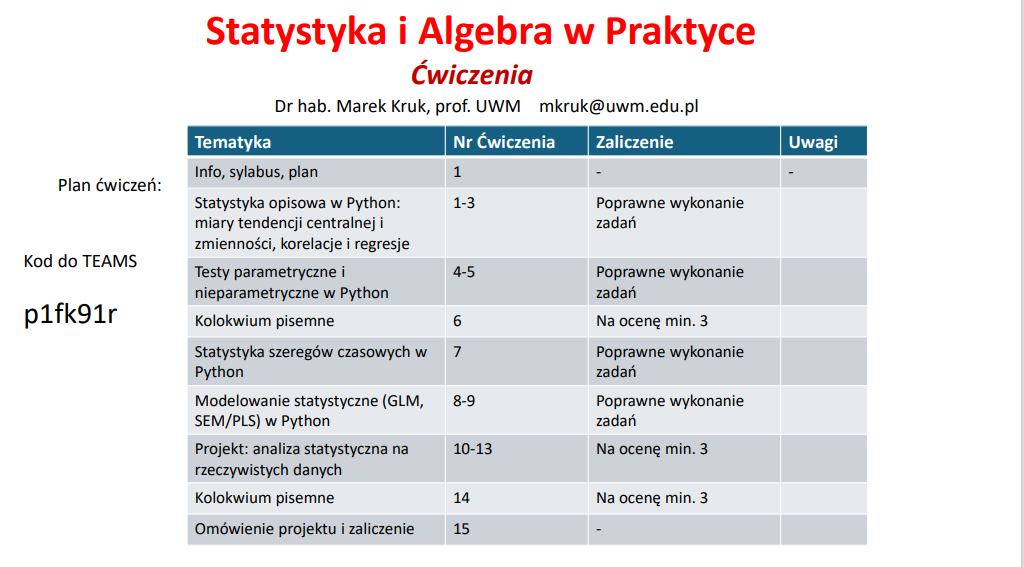 Statystyka i Algebra w Praktyce
Ćwiczenia
Dr hab. Marek Kruk, prof. UWM mkruk@uwm.edu.pl
Plan ćwiczeń:
Kod do TEAMS
p1fk91r
Tematyka Nr Ćwiczenia Zaliczenie Uwagi
Info, sylabus, plan 1 - -
Statystyka opisowa w Python: 1-3 Poprawne wykonanie
miary tendencji centralnej i zadań
zmienności, korelacje i regresje
Testy parametryczne i 4-5 Poprawne wykonanie
nieparametryczne w Python zadań
Kolokwium pisemne 6 Na ocenę min. 3
Statystyka szeregów czasowych w 7 Poprawne wykonanie
Python zadań
Modelowanie statystyczne (GLM, 8-9 Poprawne wykonanie
SEM/PLS) w Python zadań
Projekt: analiza statystyczna na 10-13 Na ocenę min. 3
rzeczywistych danych
Kolokwium pisemne 14 Na ocenę min. 3
Omówienie projektu i zaliczenie 15 -